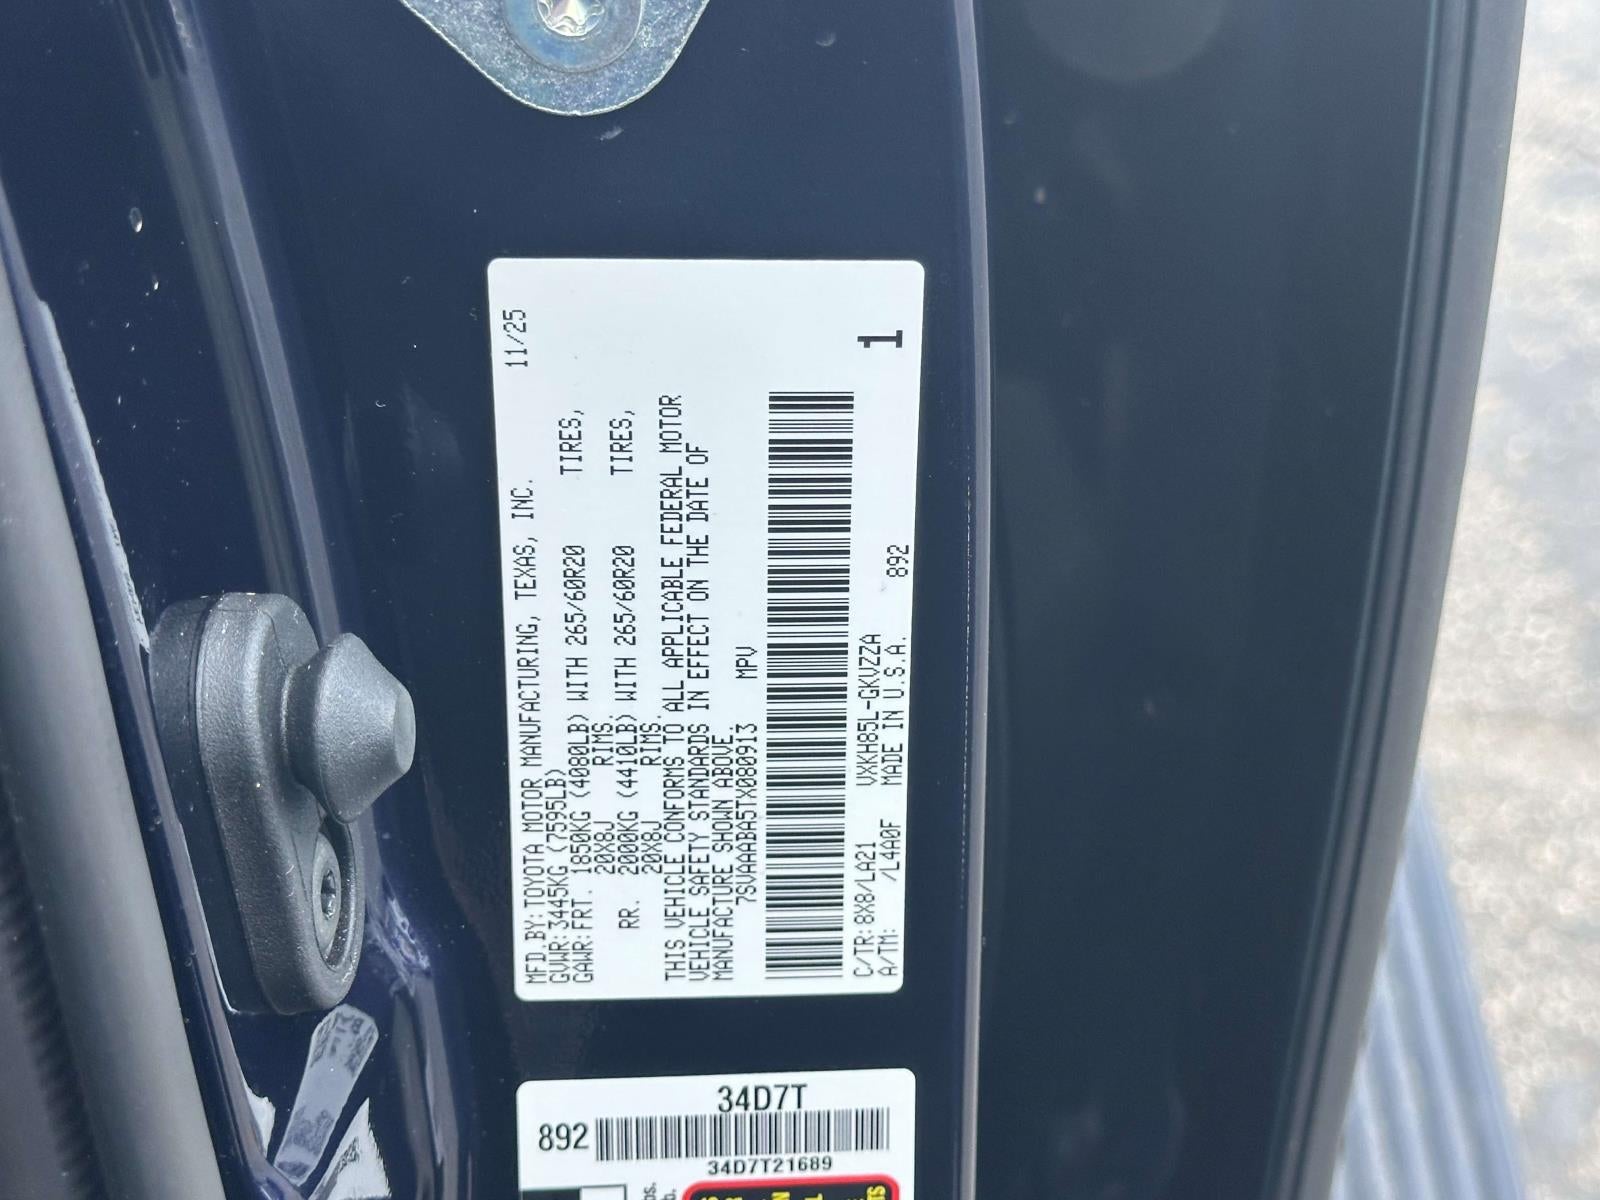 MFD.BY:TOYOTA MOTOR MANUFACTURING, TEXAS, INC. 11/25
GVWR:3445KG (7595LB)
GAWR:FRT. 1850KG (4080LB) WITH 265/60R20 TIRES,
20X8J RIMS.
RR. 2000KG (4410LB) WITH 265/60R20 TIRES,
20X8J RIMS.
THIS VEHICLE CONFORMS TO ALL APPLICABLE FEDERAL MOTOR
VEHICLE SAFETY STANDARDS IN EFFECT ON THE DATE OF
MANUFACTURE SHOWN ABOVE.
7SVAAABA5TX080913 MPV
C/TR:8X8/LA21 VXKH85L-GKVZZA
A/TM: /L4A0F MADE IN U.S.A. 892
1
34D7T
892
34D7T21689